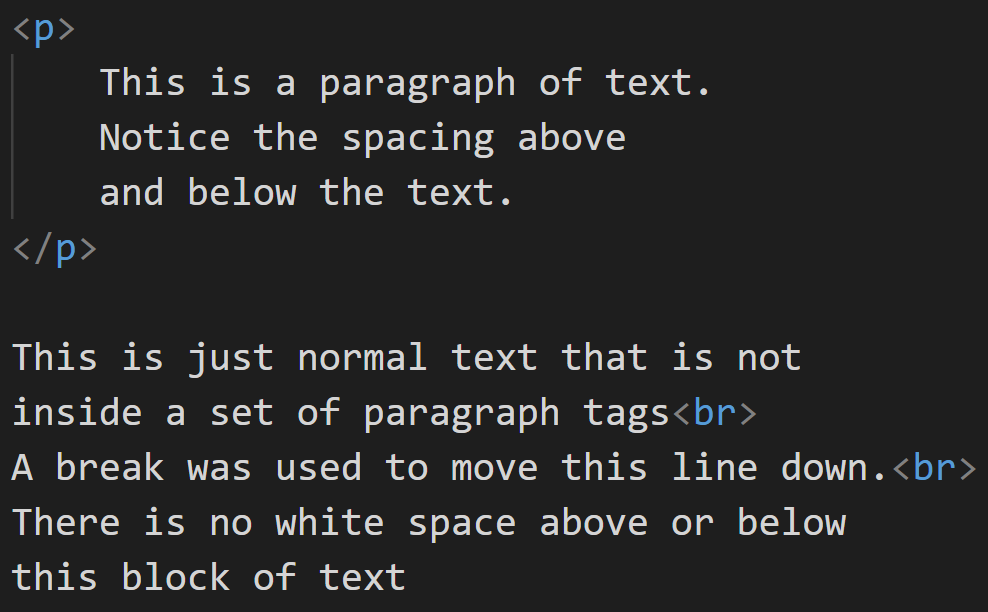 <p>
This is a paragraph of text.
Notice the spacing above
and below the text.
</p>
This is just normal text that is not
inside a set of paragraph tags<br>
A break was used to move this line down.<br>
There is no white space above or below
this block of text